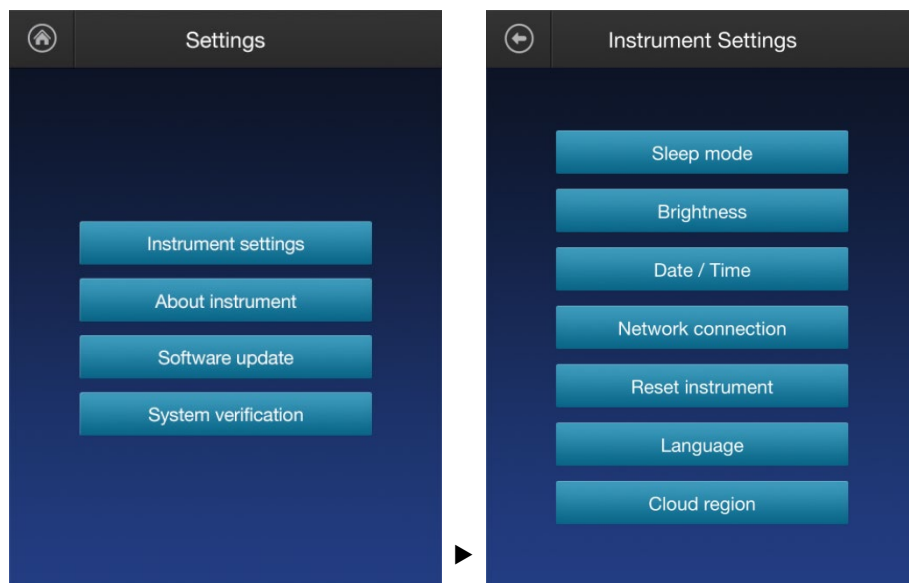 Settings
Instrument settings
About instrument
Software update
System verification
Instrument Settings
Sleep mode
Brightness
Date / Time
Network connection
Reset instrument
Language
Cloud region